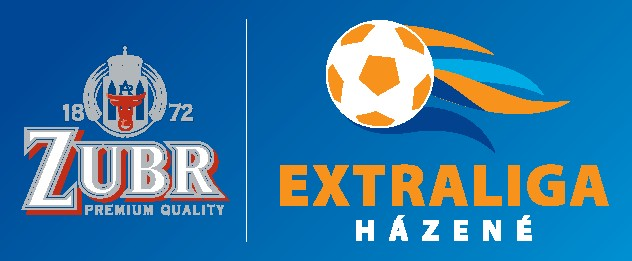 18 72
ZUBR
PREMIUM QUALITY
EXTRALIGA
HÁZENÉ